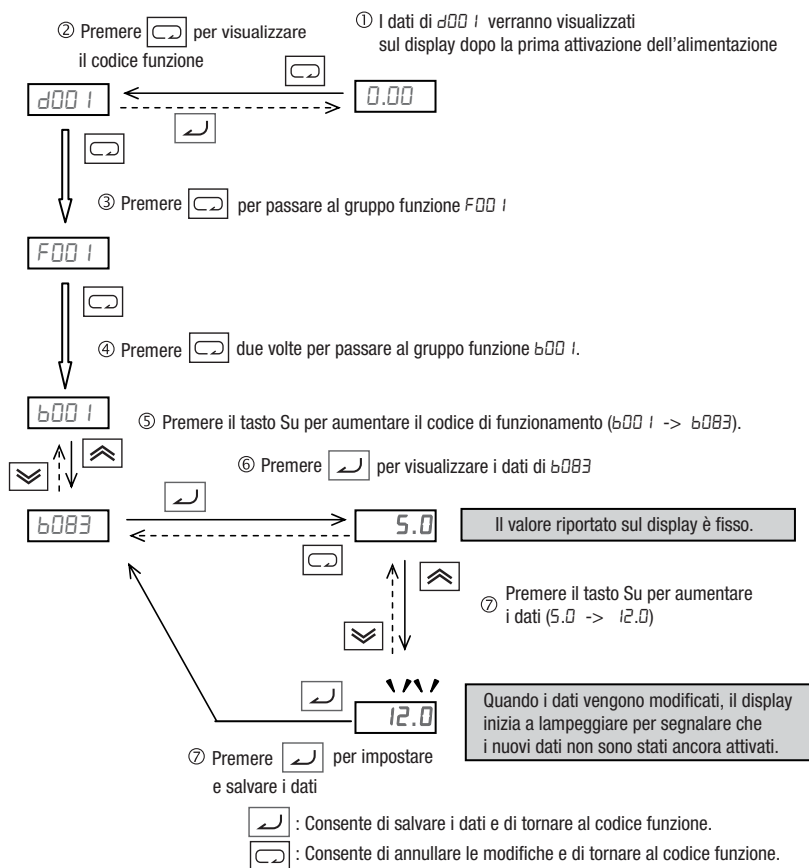 ① I dati di d001 verranno visualizzati
sul display dopo la prima attivazione dell'alimentazione
② Premere per visualizzare
il codice funzione
d001
0.00
③ Premere per passare al gruppo funzione F001
F001
④ Premere due volte per passare al gruppo funzione b001.
b001
⑤ Premere il tasto Su per aumentare il codice di funzionamento (b001 -> b083).
⑥ Premere per visualizzare i dati di b083
b083
5.0
Il valore riportato sul display è fisso.
⑦ Premere il tasto Su per aumentare
i dati (5.0 -> 12.0)
12.0
Quando i dati vengono modificati, il display
inizia a lampeggiare per segnalare che
i nuovi dati non sono stati ancora attivati.
⑦ Premere per impostare
e salvare i dati
: Consente di salvare i dati e di tornare al codice funzione.
: Consente di annullare le modifiche e di tornare al codice funzione.